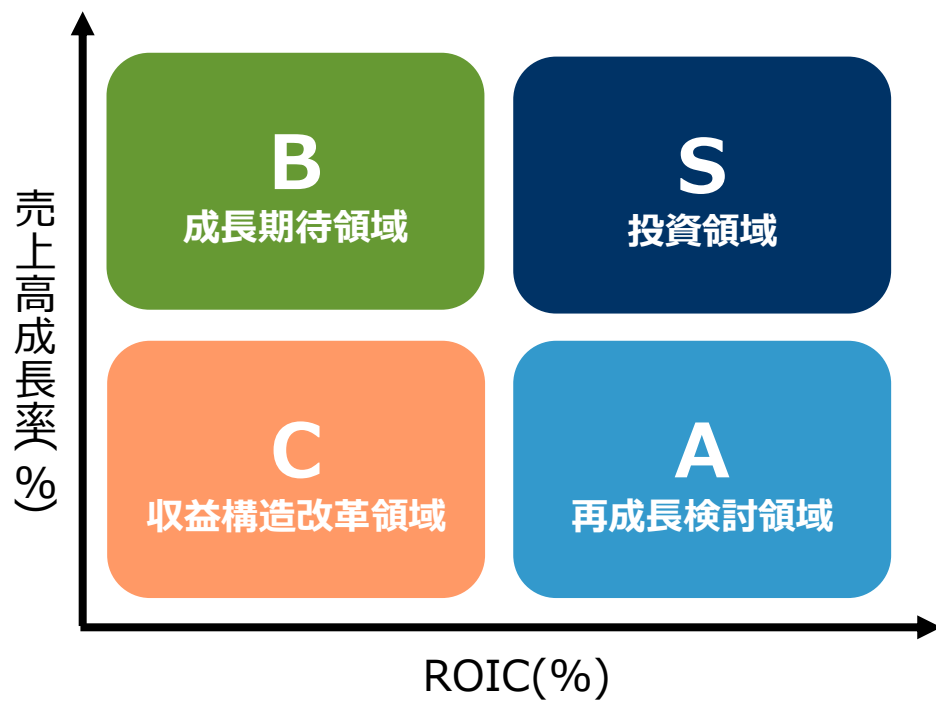 売上高成長率(%)
B
成長期待領域
S
投資領域
C
収益構造改革領域
A
再成長検討領域
ROIC(%)